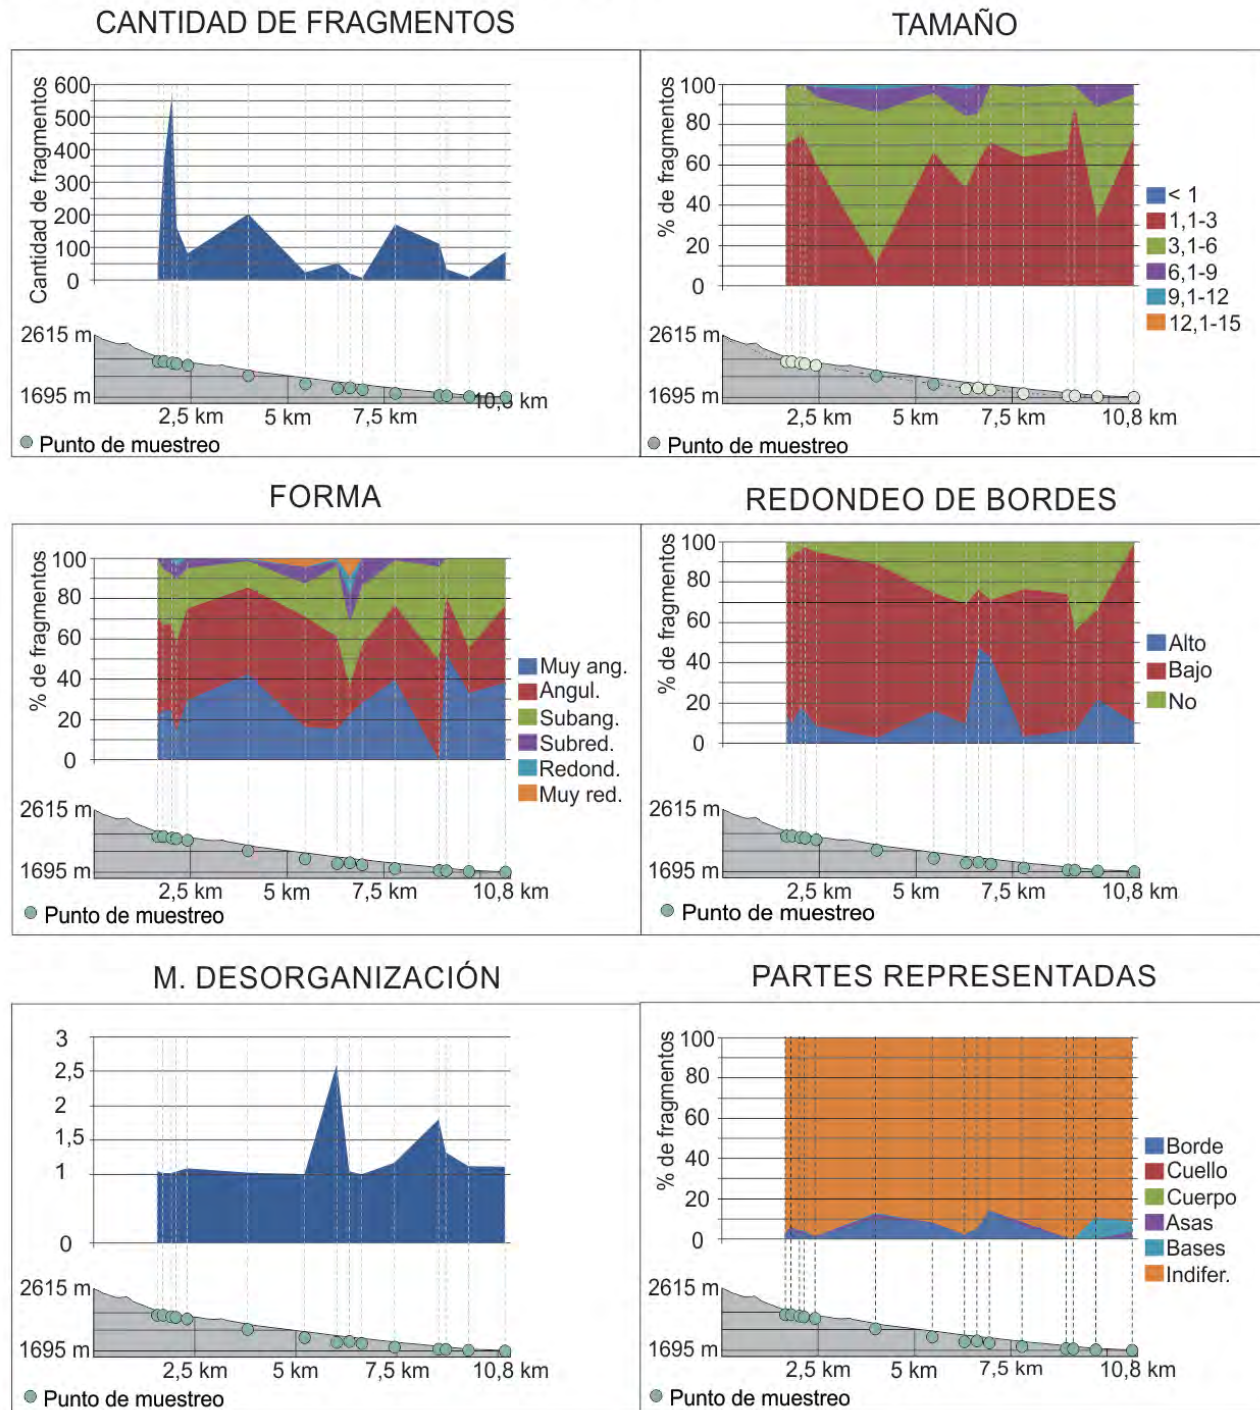 CANTIDAD DE FRAGMENTOS
Cantidad de fragmentos
600
500
400
300
200
100
0
2615 m
1695 m
2,5 km
5 km
7,5 km
10,8 km
Punto de muestreo
TAMAÑO
% de fragmentos
100
80
60
40
20
0
< 1
1,1-3
3,1-6
6,1-9
9,1-12
12,1-15
2615 m
1695 m
2,5 km
5 km
7,5 km
10,8 km
Punto de muestreo
FORMA
% de fragmentos
100
80
60
40
20
0
Muy ang.
Angul.
Subang.
Subred.
Redond.
Muy red.
2615 m
1695 m
2,5 km
5 km
7,5 km
10,8 km
Punto de muestreo
REDONDEO DE BORDES
% de fragmentos
100
80
60
40
20
0
Alto
Bajo
No
2615 m
1695 m
2,5 km
5 km
7,5 km
10,8 km
Punto de muestreo
M. DESORGANIZACIÓN
3
2,5
2
1,5
1
0
2615 m
1695 m
2,5 km
5 km
7,5 km
10,8 km
Punto de muestreo
PARTES REPRESENTADAS
% de fragmentos
100
80
60
40
20
0
Borde
Cuello
Cuerpo
Asas
Bases
Indifer.
2615 m
1695 m
2,5 km
5 km
7,5 km
10,8 km
Punto de muestreo